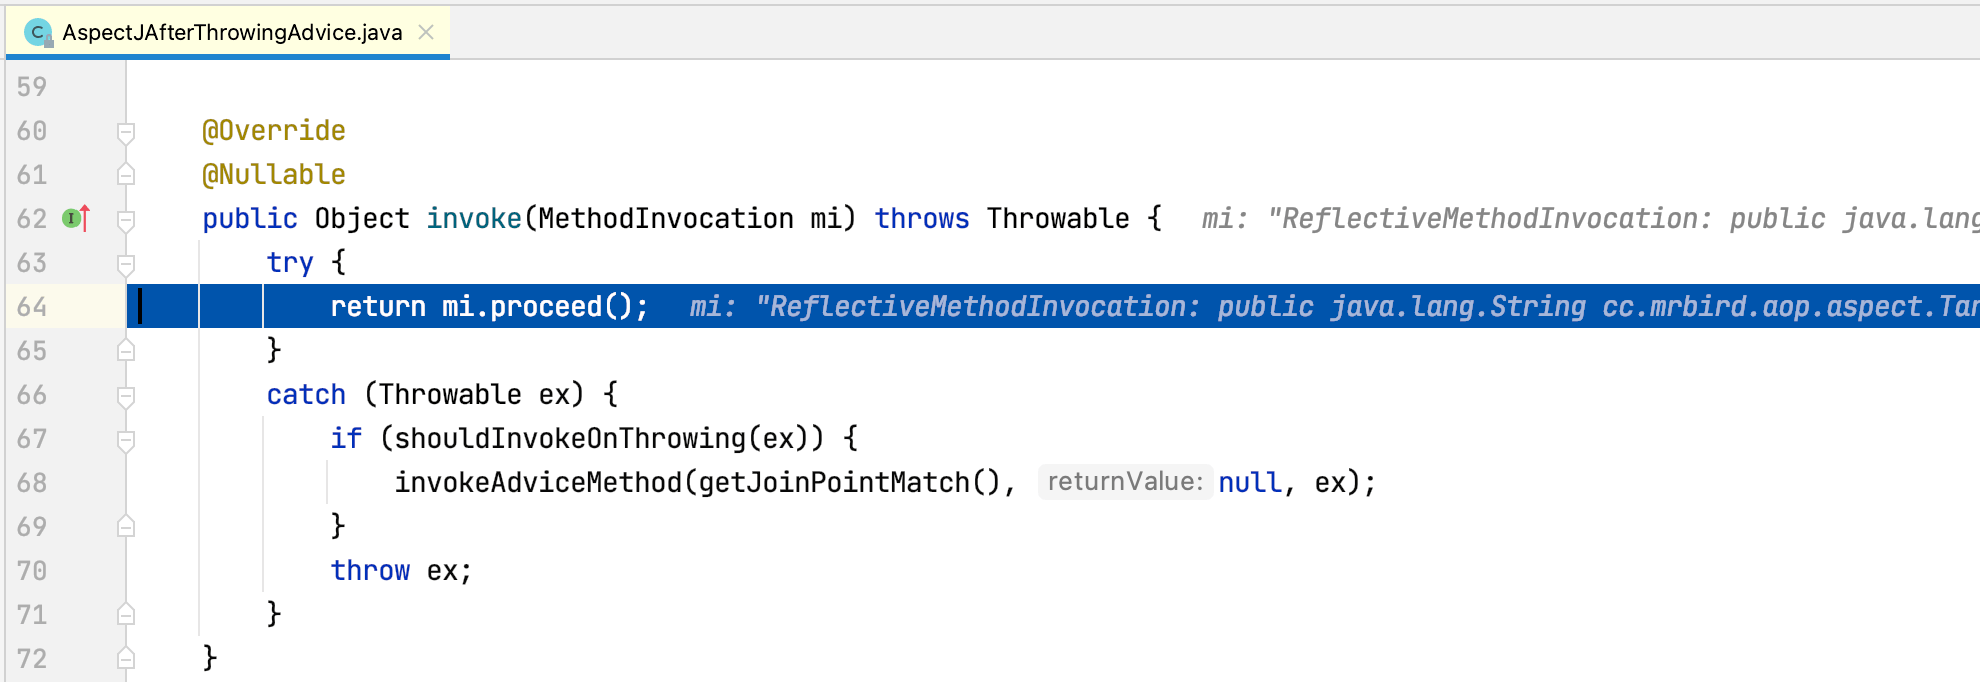 AspectJAfterThrowingAdvice.java
59
60 @Override
61 @Nullable
62 public Object invoke(MethodInvocation mi) throws Throwable { mi: "ReflectiveMethodInvocation: public java.lang
63 try {
64 return mi.proceed(); mi: "ReflectiveMethodInvocation: public java.lang.String cc.mrbird.aop.aspect.Tar
65 }
66 catch (Throwable ex) {
67 if (shouldInvokeOnThrowing(ex)) {
68 invokeAdviceMethod(getJoinPointMatch(), returnValue: null, ex);
69 }
70 throw ex;
71 }
72 }